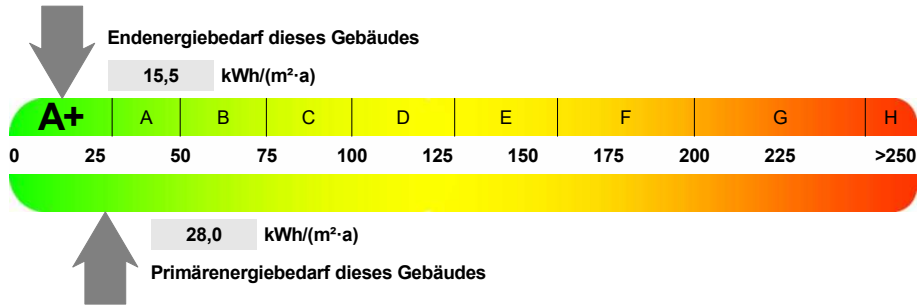 Endenergiebedarf dieses Gebäudes
15,5 kWh/(m²·a)
A+ A B C D E F G H
0 25 50 75 100 125 150 175 200 225 >250
28,0 kWh/(m²·a)
Primärenergiebedarf dieses Gebäudes